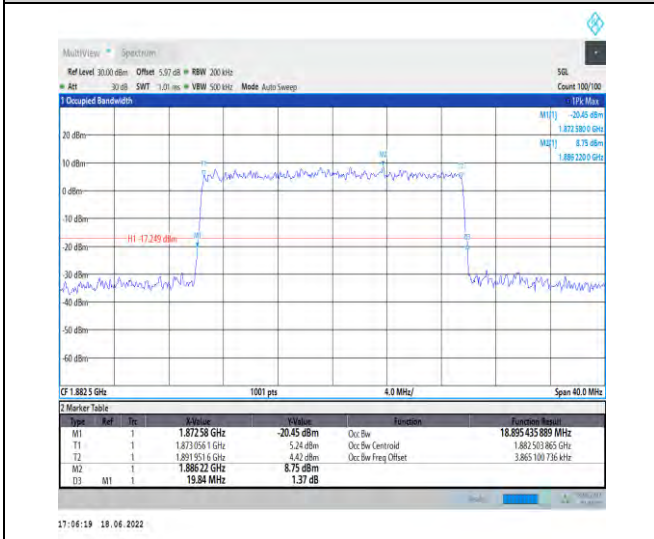 MultiView Spectrum
Ref Level 30.00 dBm Offset 5.97 dB RBW 200 kHz SGL
Att 30 dB SWT 1.01 ms VBW 500 kHz Mode Auto Sweep Count 100/100
1 Occupied Bandwidth 1Pk Max
M1[1] -20.45 dBm
1.872 580 0 GHz
M2[1] 8.75 dBm
1.886 220 0 GHz
20 dBm
10 dBm
0 dBm
-10 dBm
H1 -17.249 dBm
-20 dBm
-30 dBm
-40 dBm
-50 dBm
-60 dBm
M2
T1
M1
CF 1.882 5 GHz 1001 pts 4.0 MHz/ Span 40.0 MHz
2 Marker Table
Type Ref Trc X-Value Y-Value Function Function Result
M1 1 1.872 58 GHz -20.45 dBm Occ Bw 18.895 435 889 MHz
T1 1 1.873 056 1 GHz 5.24 dBm Occ Bw Centroid 1.882 503 865 GHz
T2 1 1.891 951 6 GHz 4.42 dBm Occ Bw Freq Offset 3.865 100 736 kHz
M2 1 1.886 22 GHz 8.75 dBm
D3 M1 1 19.84 MHz 1.37 dB
17:06:19 18.06.2022